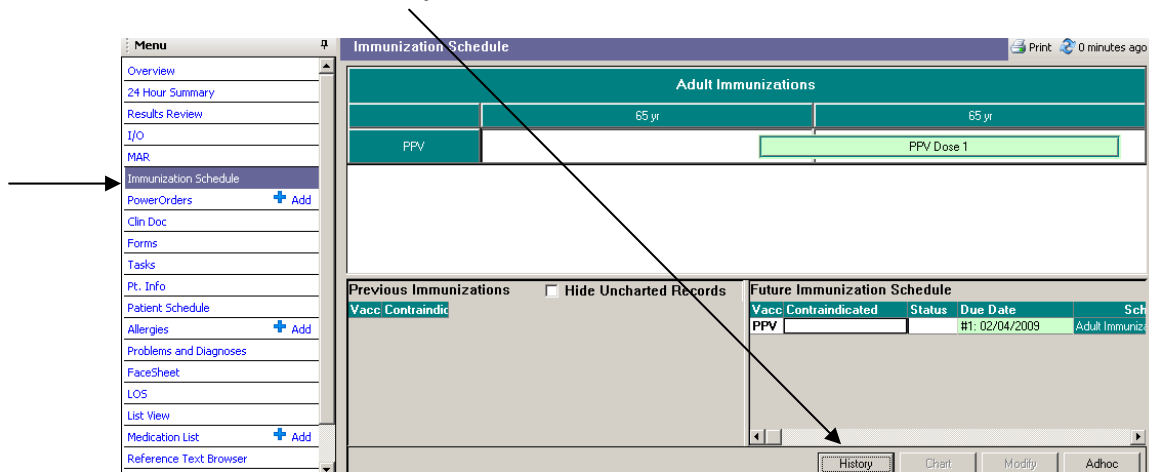 Menu
Overview
24 Hour Summary
Results Review
I/O
MAR
Immunization Schedule
PowerOrders Add
Clin Doc
Forms
Tasks
Pt. Info
Patient Schedule
Allergies Add
Problems and Diagnoses
FaceSheet
LOS
List View
Medication List Add
Reference Text Browser
Immunization Schedule Print 0 minutes ago
Adult Immunizations
65 yr 65 yr
PPV PPV Dose 1
Previous Immunizations Hide Uncharted Records
Vacc Contraindic
Future Immunization Schedule
Vacc Contraindicated Status Due Date Sch
PPV #1: 02/04/2009 Adult Immuniza
History Chart Modify Adhoc